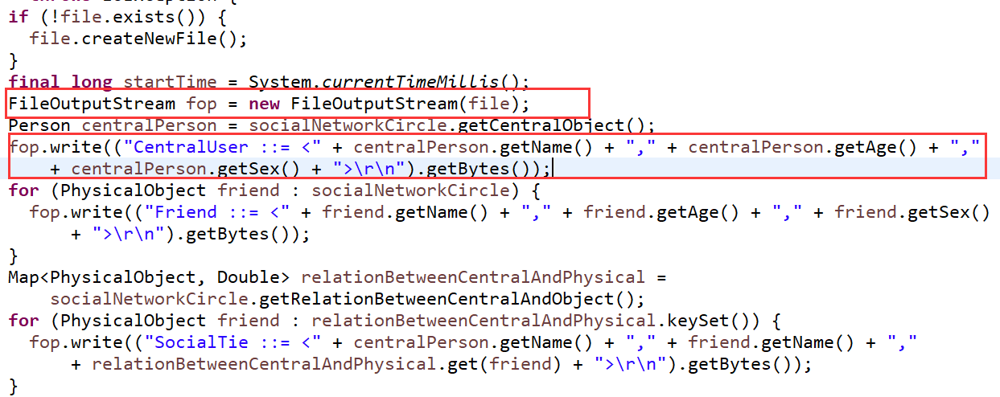 if (!file.exists()) {
file.createNewFile();
}
final long startTime = System.currentTimeMillis();
FileOutputStream fop = new FileOutputStream(file);
Person centralPerson = socialNetworkCircle.getCentralObject();
fop.write(("CentralUser ::= <" + centralPerson.getName() + "," + centralPerson.getAge() + ","
+ centralPerson.getSex() + ">\r\n").getBytes());
for (PhysicalObject friend : socialNetworkCircle) {
fop.write(("Friend ::= <" + friend.getName() + "," + friend.getAge() + "," + friend.getSex()
+ ">\r\n").getBytes());
}
Map<PhysicalObject, Double> relationBetweenCentralAndPhysical =
socialNetworkCircle.getRelationBetweenCentralAndObject();
for (PhysicalObject friend : relationBetweenCentralAndPhysical.keySet()) {
fop.write(("SocialTie ::= <" + centralPerson.getName() + "," + friend.getName() + ","
+ relationBetweenCentralAndPhysical.get(friend) + ">\r\n").getBytes());
}